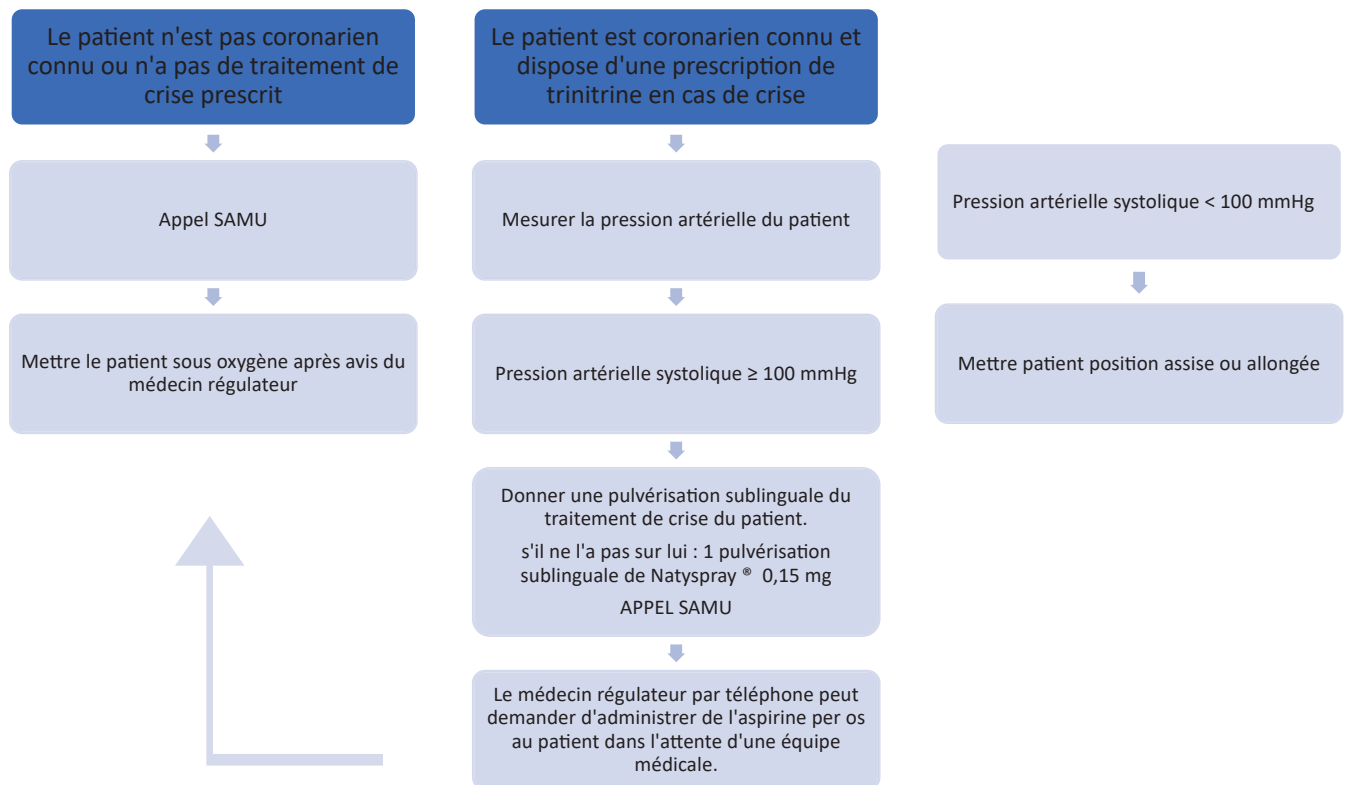 Le patient n'est pas coronarien
connu ou n'a pas de traitement de
crise prescrit
Appel SAMU
Mettre le patient sous oxygène après avis du
médecin régulateur
Le patient est coronarien connu et
dispose d'une prescription de
trinitrine en cas de crise
Mesurer la pression artérielle du patient
Pression artérielle systolique ≥ 100 mmHg
Donner une pulvérisation sublinguale du
traitement de crise du patient.
s'il ne l'a pas sur lui : 1 pulvérisation
sublinguale de Natyspray ® 0,15 mg
APPEL SAMU
Le médecin régulateur par téléphone peut
demander d'administrer de l'aspirine per os
au patient dans l'attente d'une équipe
médicale.
Pression artérielle systolique < 100 mmHg
Mettre patient position assise ou allongée